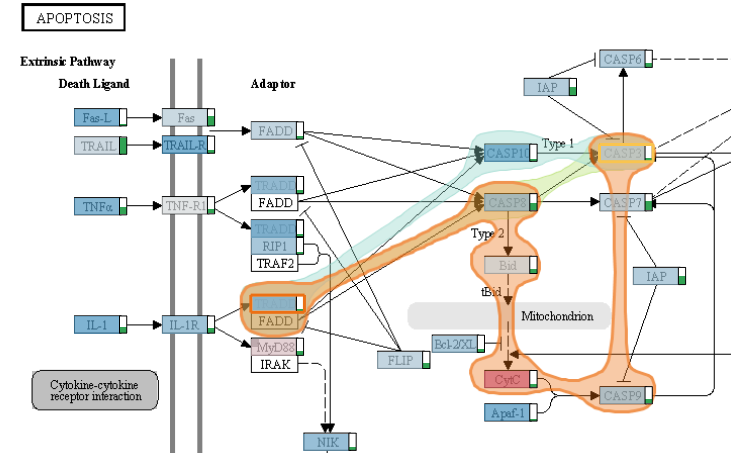 APOPTOSIS
Extrinsic Pathway
Death Ligand
Adaptor
CASP6
IAP
Fas-L
Fas
FADD
TRAIL
TRAIL-R
CASP10
Type 1
CASP3
TRADD
FADD
TNFα
TNF-R1
CASP8
CASP7
TRADD
RIP1
TRAF2
Type 2
Bid
IAP
tBid
TRADD
FADD
Mitochondrion
IL-1
IL-1R
MyD88
IRAK
FLIP
Bcl-2/XL
CytC
Cytokine-cytokine
receptor interaction
CASP9
Apaf-1
NIK